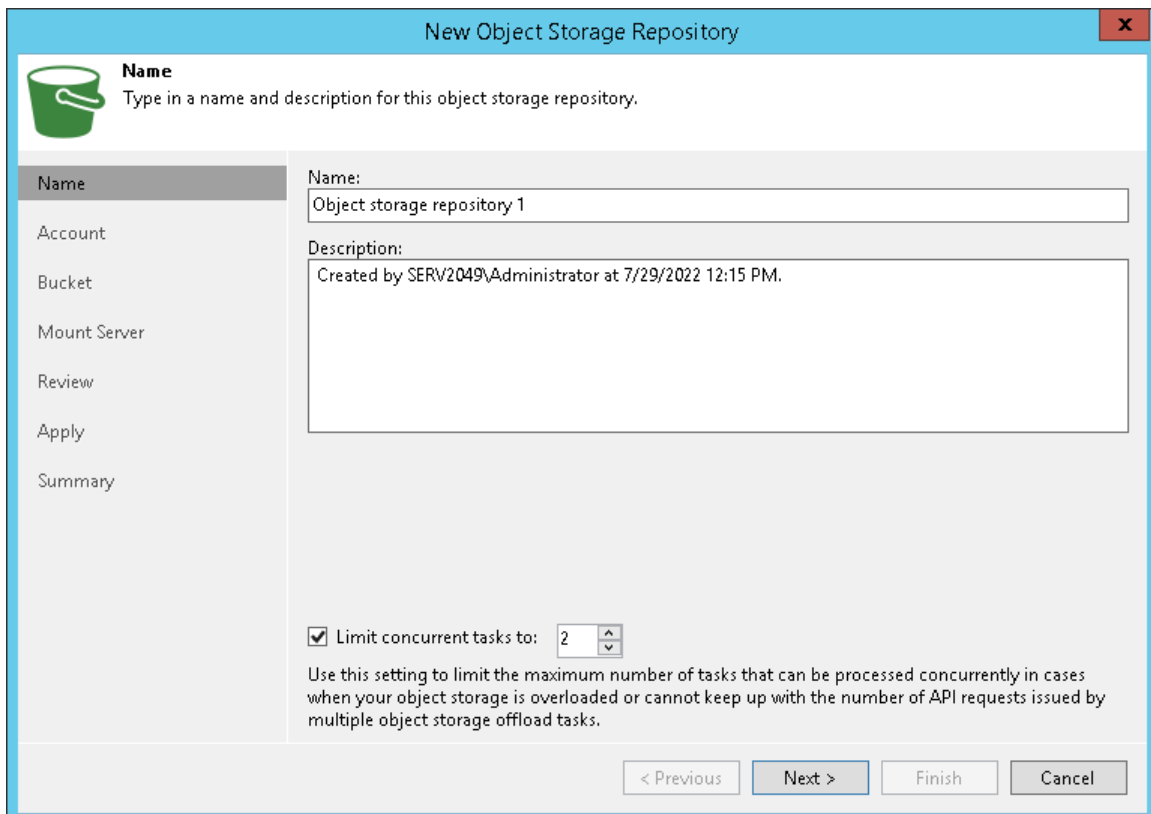 New Object Storage Repository
x
Name
Type in a name and description for this object storage repository.
Name
Account
Bucket
Mount Server
Review
Apply
Summary
Name:
Object storage repository 1
Description:
Created by SERV2049\Administrator at 7/29/2022 12:15 PM.
Limit concurrent tasks to: 2
Use this setting to limit the maximum number of tasks that can be processed concurrently in cases
when your object storage is overloaded or cannot keep up with the number of API requests issued by
multiple object storage offload tasks.
< Previous Next > Finish Cancel